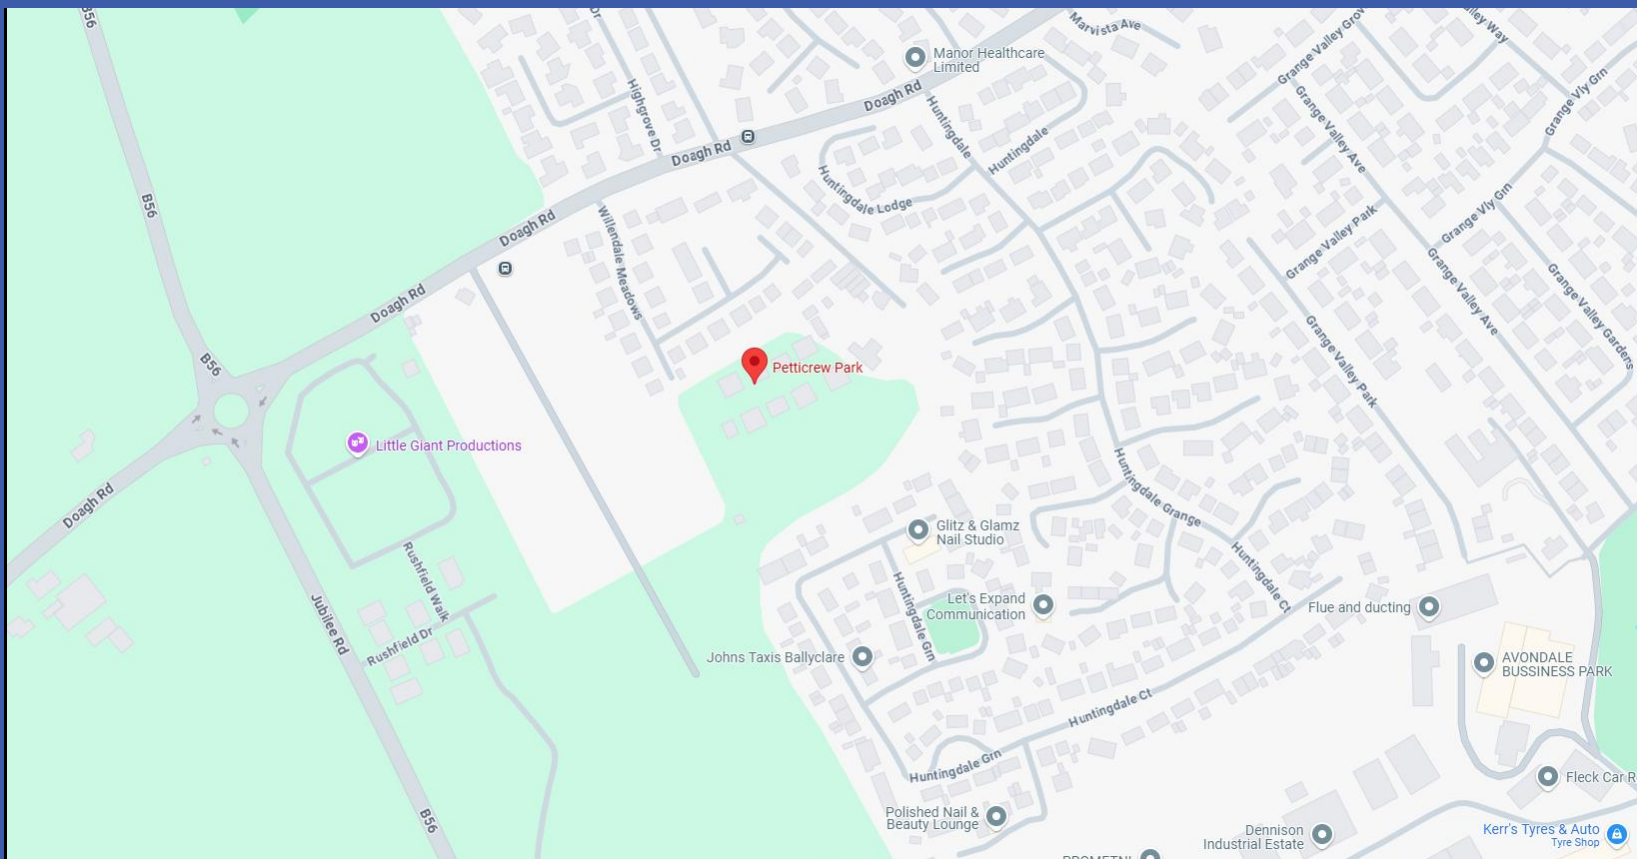 B56
Dr
Marvista Ave
Valley Way
Manor Healthcare
Limited
Grange Valley Grov
Highgrove Dr
Doagh Rd
Huntingdale
Grange Valley Ave
Grange Vly Grn
Doagh Rd
Huntingdale
B56
Huntingdale Lodge
Grange Vly Grn
Doagh Rd
Willendale Meadows
Grange Valley Park
Doagh Rd
Grange Valley Ave
Grange Valley Gardens
B56
Grange Valley Park
Petticrew Park
Little Giant Productions
Doagh Rd
Huntingdale Grange
Glitz & Glamz
Nail Studio
Rushfield Walk
Huntingdale Ct
Huntingdale Grn
Let's Expand
Communication
Flue and ducting
Jubilee Rd
Rushfield Dr
Johns Taxis Ballyclare
AVONDALE
BUSSINESS PARK
Huntingdale Ct
Huntingdale Grn
Fleck Car R
B56
Polished Nail &
Beauty Lounge
Dennison
Industrial Estate
Kerr's Tyres & Auto
Tyre Shop